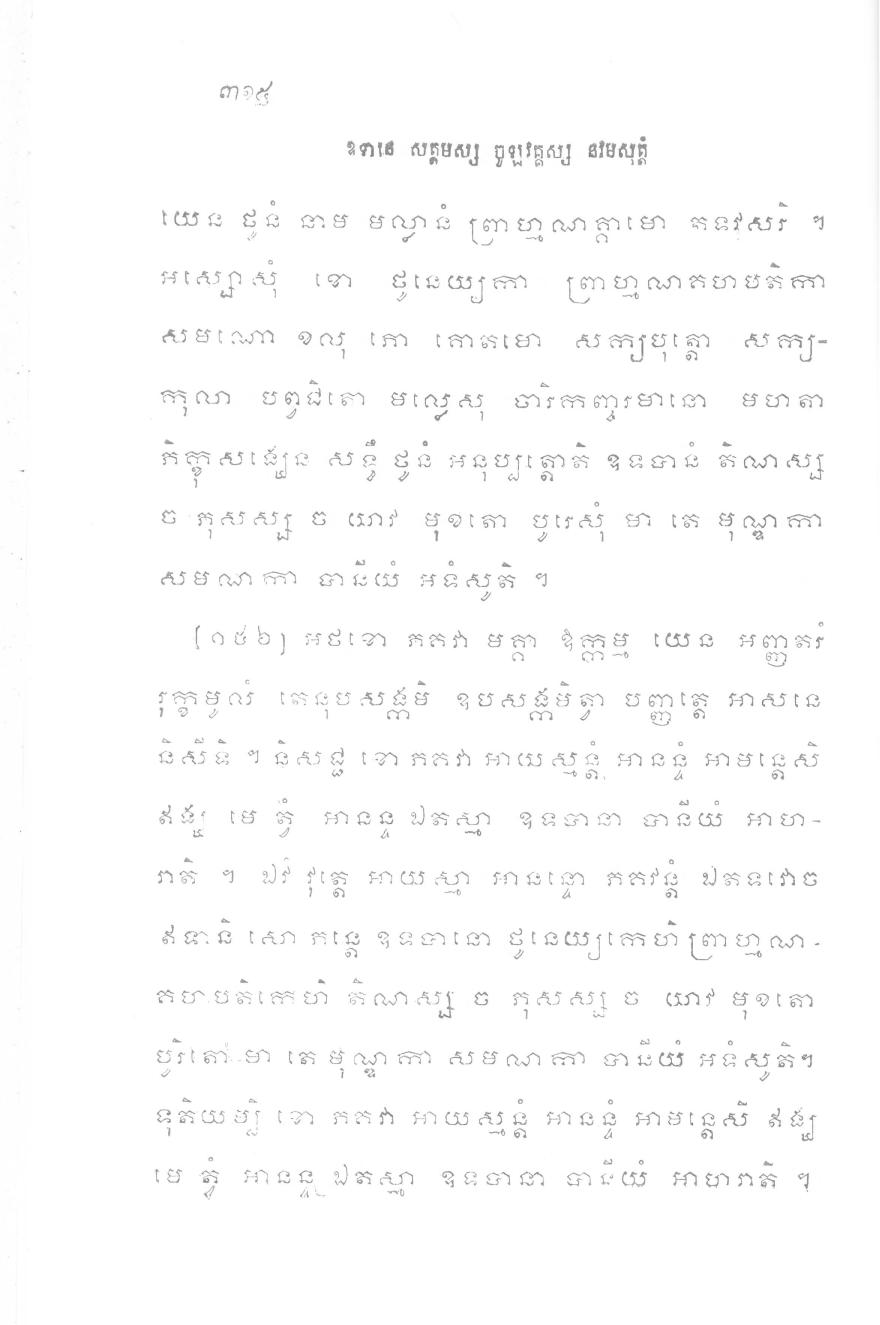 ៣១៥
ឧទានេ សត្តមស្ស ចូឡវគ្គស្ស នវមសុត្តំ
យេន ថូនំ នាម មល្លានំ ព្រាហ្មណគ្គាមោ តទវសរិ ។
អស្សោសុំ ខោ ថូនេយ្យកា ព្រាហ្មណគហបតិកា
សមណោ ខលុ ភោ គោតមោ សក្យបុត្តោ សក្យ-
កុលា បព្វជិតោ មល្លេសុ ចារិកញ្ចរមានោ មហតា
ភិក្ខុសង្ឃេន សទ្ធឹ ថូនំ អនុប្បត្តោតិ ឧទបានំ តិណស្ស
ច ភុសស្ស ច យាវ មុខតោ បូរេសុំ មា តេ មុណ្ឌកា
សមណកា បានីយំ អទំសូតិ ។
[១៥៦] អថខោ ភគវា មគ្គា ឱក្កម្ម យេន អញ្ញតរំ
រុក្ខមូលំ តេនុបសង្កមិ ឧបសង្កមិត្វា បញ្ញត្តេ អាសនេ
និសីទិ ។ និសជ្ជ ខោ ភគវា អាយស្មន្តំ អានន្ទំ អាមន្តេសិ
ឥង្ឃ មេ ត្វំ អានន្ទ ឯតស្មា ឧទបានា បានីយំ អាហ-
រាតិ ។ ឯវំ វុត្តេ អាយស្មា អានន្ទោ ភគវន្តំ ឯតទវោច
ឥទានិ សោ ភន្តេ ឧទបានោ ថូនេយ្យកេហិ ព្រាហ្មណ-
គហបតិកេហិ តិណស្ស ច ភុសស្ស ច យាវ មុខតោ
បូរិតោ មា តេ មុណ្ឌកា សមណកា បានីយំ អទំសូតិ។
ទុតិយម្បិ ខោ ភគវា អាយស្មន្តំ អានន្ទំ អាមន្តេសិ ឥង្ឃ
មេ ត្វំ អានន្ទ ឯតស្មា ឧទបានា បានីយំ អាហរាតិ ។